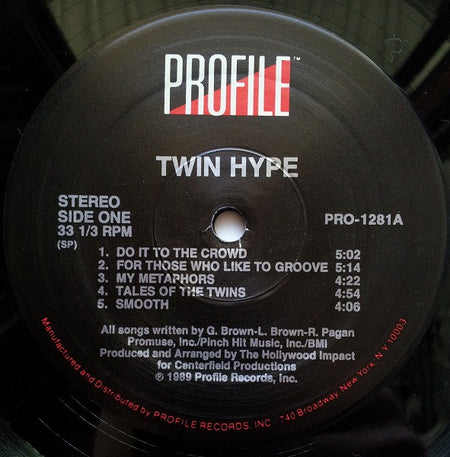 PROFILE™
TWIN HYPE
STEREO
SIDE ONE
33 1/3 RPM
(SP)
PRO-1281A
1. DO IT TO THE CROWD 5:02
2. FOR THOSE WHO LIKE TO GROOVE 5:14
3. MY METAPHORS 4:22
4. TALES OF THE TWINS 4:54
5. SMOOTH 4:06
All songs written by G. Brown-L. Brown-R. Pagan
Promuse, Inc./Pinch Hit Music, Inc./BMI
Produced and Arranged by The Hollywood Impact
for Centerfield Productions
℗ 1989 Profile Records, Inc.
Manufactured and Distributed by PROFILE RECORDS, INC 740 Broadway, New York, N.Y. 10003